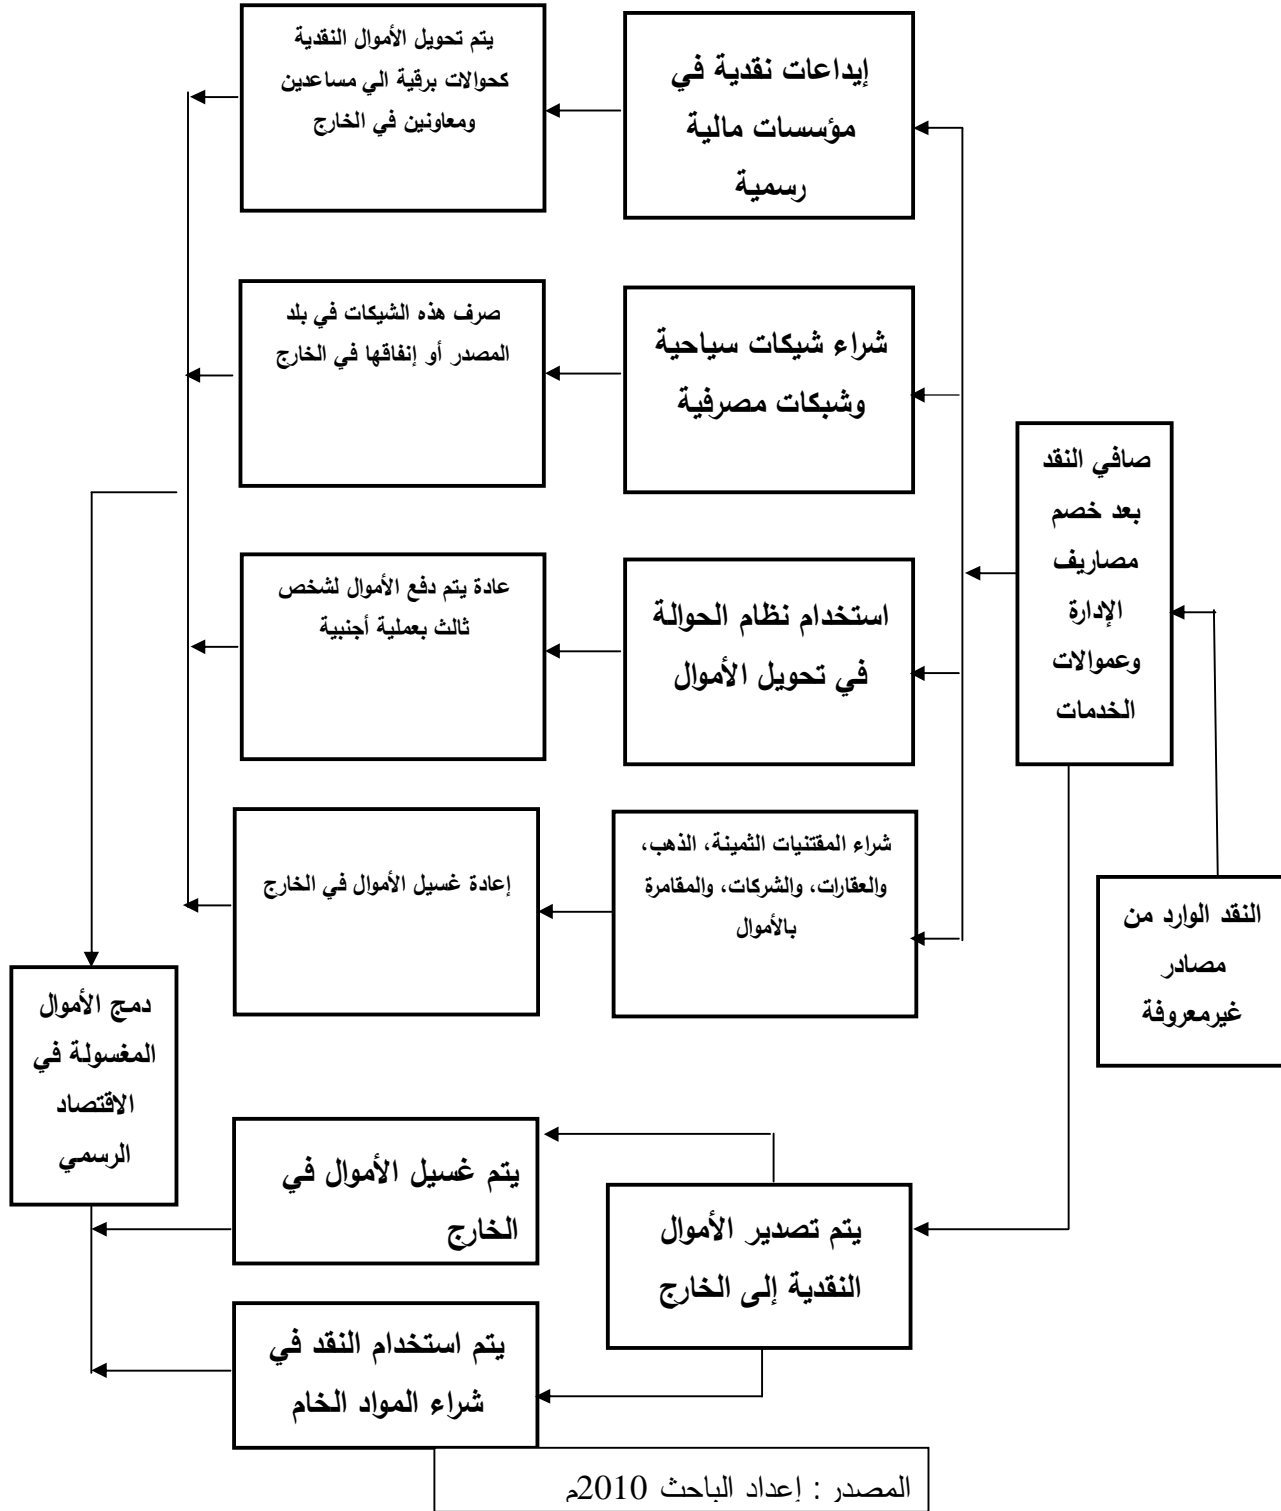 النقد الوارد من
مصادر
غيرمعروفة
صافي النقد
بعد خصم
مصاريف
الإدارة
وعمولات
الخدمات
إيداعات نقدية في
مؤسسات مالية
رسمية
يتم تحويل الأموال النقدية
كحوالات برقية الي مساعدين
ومعاونين في الخارج
شراء شيكات سياحية
وشبكات مصرفية
صرف هذه الشيكات في بلد
المصدر أو إنفاقها في الخارج
استخدام نظام الحوالة
في تحويل الأموال
عادة يتم دفع الأموال لشخص
ثالث بعملية أجنبية
شراء المقتنيات الثمينة، الذهب،
والعقارات، والشركات، والمقامرة
بالأموال
إعادة غسيل الأموال في الخارج
يتم تصدير الأموال
النقدية إلى الخارج
يتم غسيل الأموال في
الخارج
يتم استخدام النقد في
شراء المواد الخام
دمج الأموال
المغسولة في
الاقتصاد
الرسمي
المصدر : إعداد الباحث 2010م